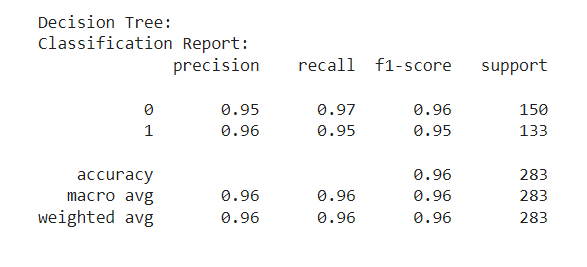 Decision Tree:
Classification Report:
precision recall f1-score support
0 0.95 0.97 0.96 150
1 0.96 0.95 0.95 133
accuracy 0.96 283
macro avg 0.96 0.96 0.96 283
weighted avg 0.96 0.96 0.96 283